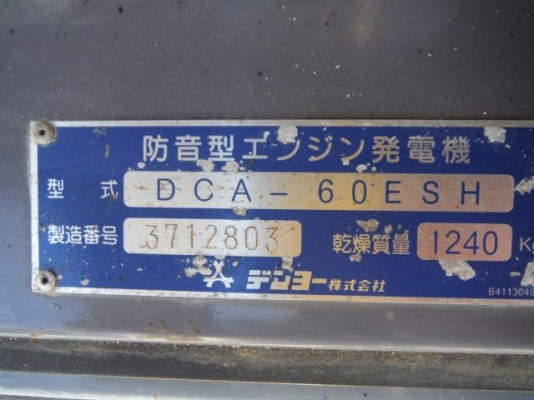 防音型エンジン発電機
型式 DCA-60ESH
製造番号 3712803 乾燥質量 1240 Kg
デンヨー株式会社